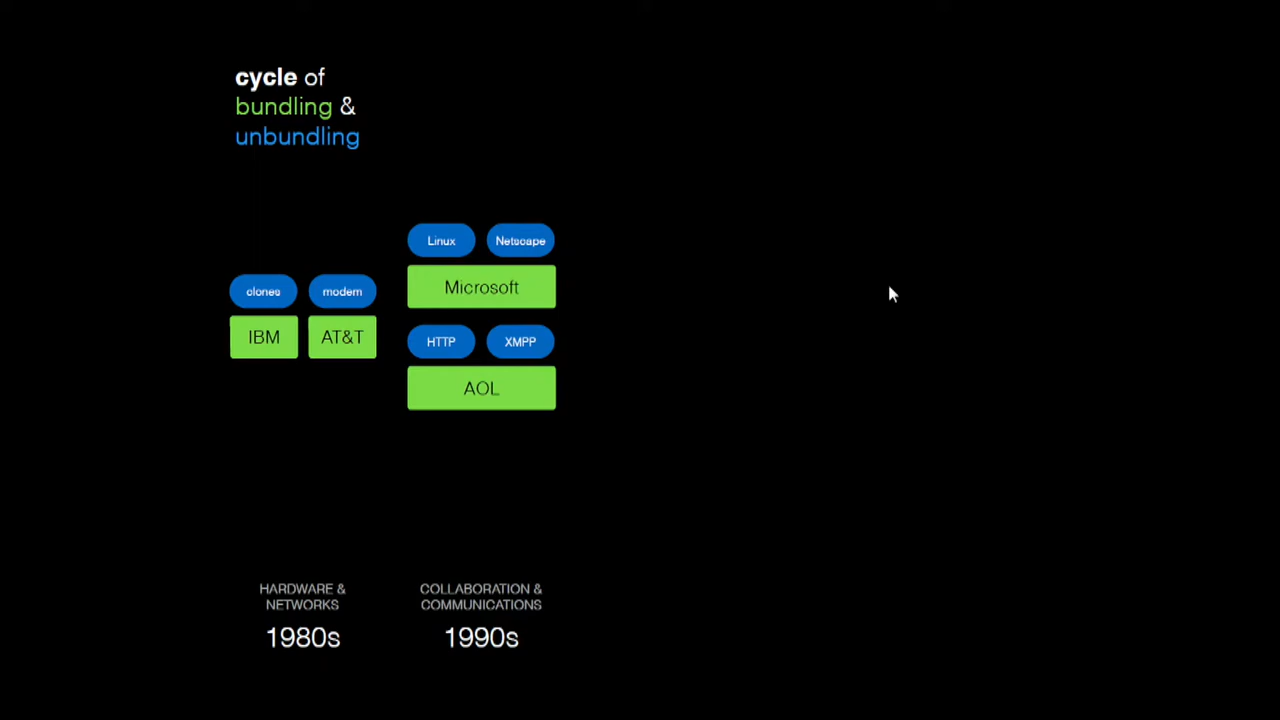 cycle of
bundling &
unbundling
Linux Netscape
Microsoft
clones modem
IBM AT&T
HTTP XMPP
AOL
HARDWARE &
NETWORKS
1980s
COLLABORATION &
COMMUNICATIONS
1990s